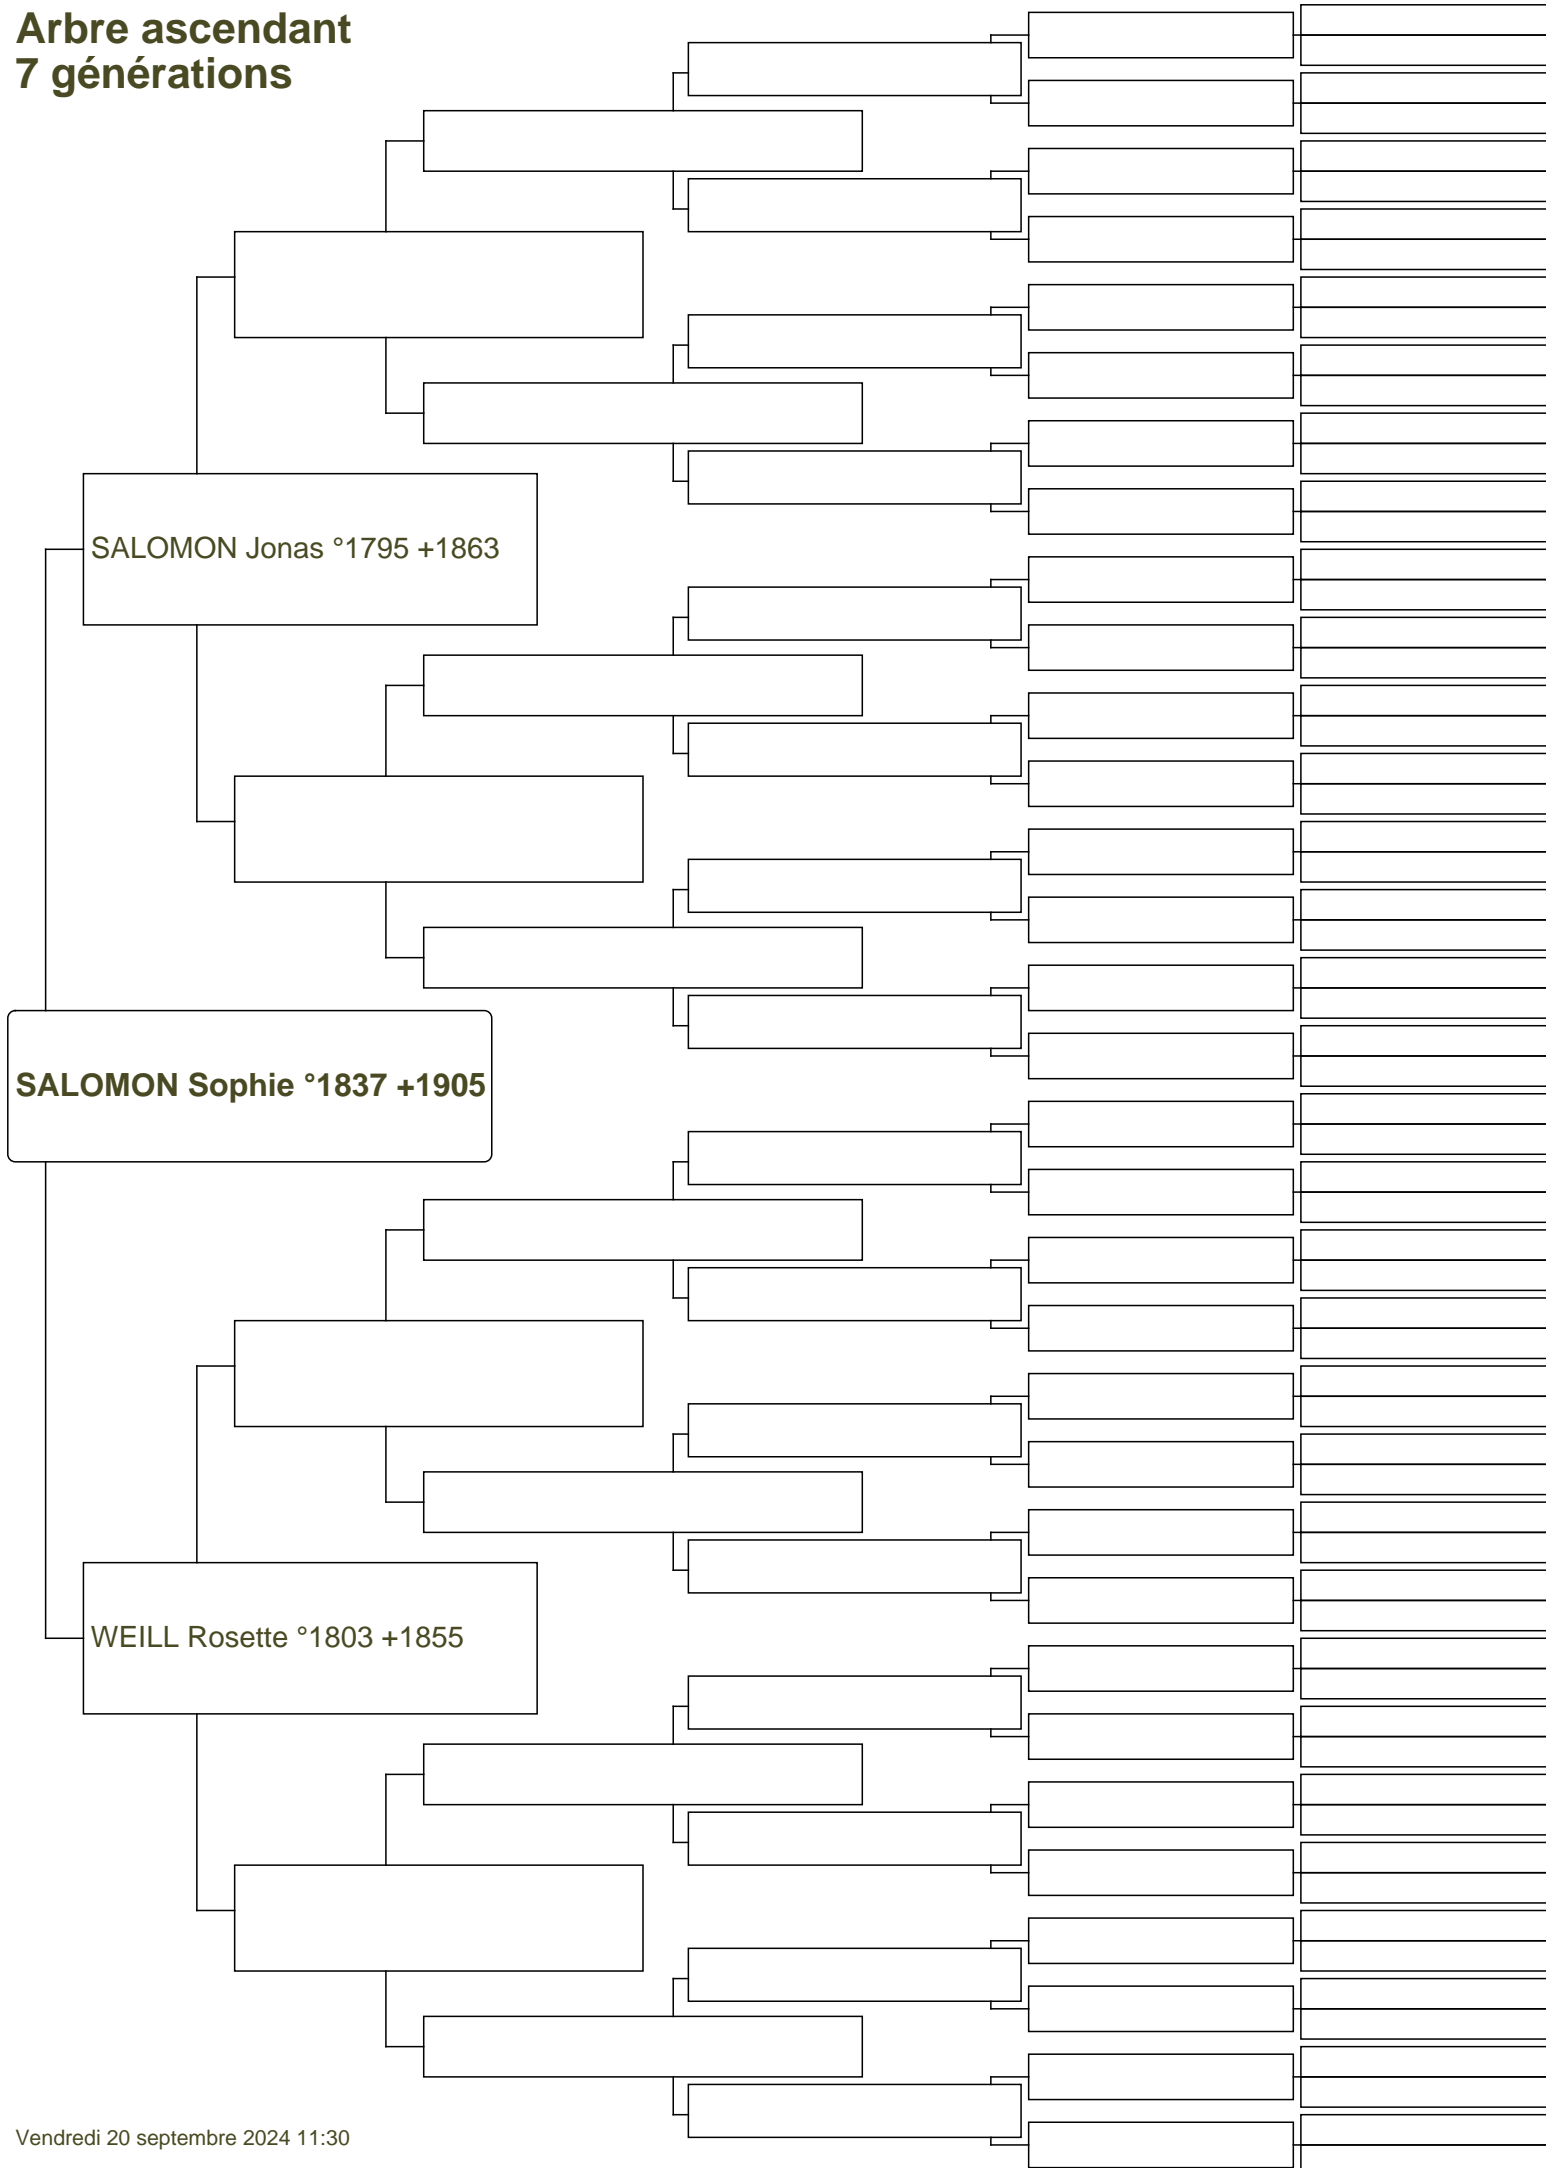 Arbre ascendant
7 générations
SALOMON Jonas °1795 +1863
SALOMON Sophie °1837 +1905
WEILL Rosette °1803 +1855
Vendredi 20 septembre 2024 11:30